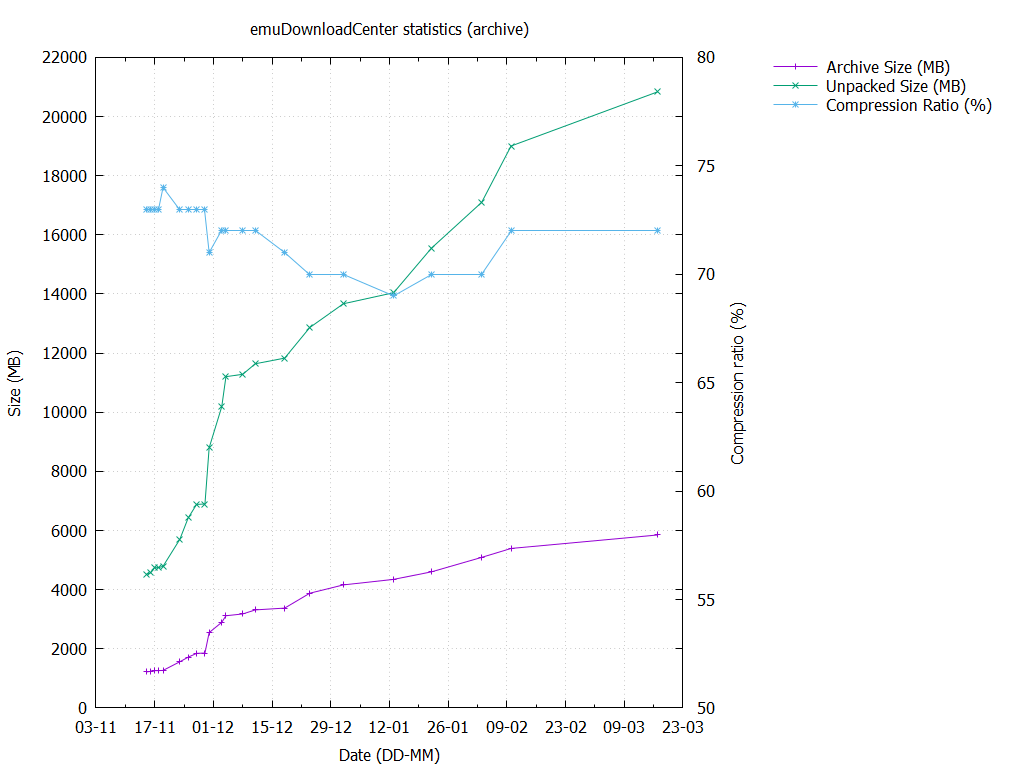 emuDownloadCenter statistics (archive)
Archive Size (MB)
Unpacked Size (MB)
Compression Ratio (%)
22000
20000
18000
16000
14000
12000
10000
8000
6000
4000
2000
0
Size (MB)
80
75
70
65
60
55
50
Compression ratio (%)
03-11 17-11 01-12 15-12 29-12 12-01 26-01 09-02 23-02 09-03 23-03
Date (DD-MM)